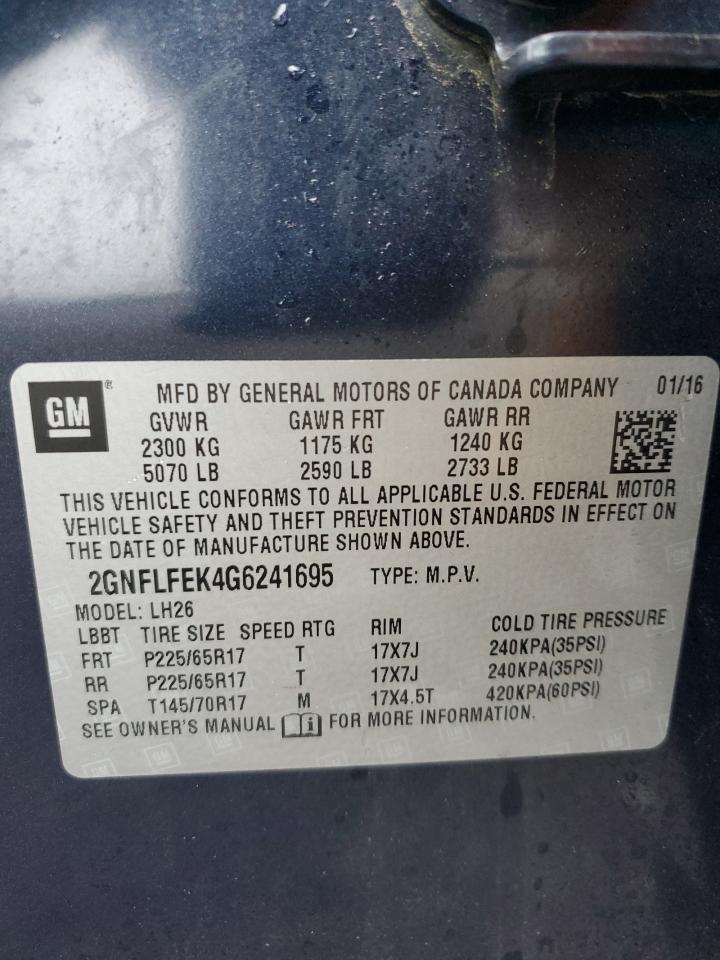 GM ® MFD BY GENERAL MOTORS OF CANADA COMPANY 01/16
GVWR GAWR FRT GAWR RR
2300 KG 1175 KG 1240 KG
5070 LB 2590 LB 2733 LB
THIS VEHICLE CONFORMS TO ALL APPLICABLE U.S. FEDERAL MOTOR
VEHICLE SAFETY AND THEFT PREVENTION STANDARDS IN EFFECT ON
THE DATE OF MANUFACTURE SHOWN ABOVE.
2GNFLFEK4G6241695 TYPE: M.P.V.
MODEL: LH26
LBBT TIRE SIZE SPEED RTG RIM COLD TIRE PRESSURE
FRT P225/65R17 T 17X7J 240KPA(35PSI)
RR P225/65R17 T 17X7J 240KPA(35PSI)
SPA T145/70R17 M 17X4.5T 420KPA(60PSI)
SEE OWNER'S MANUAL i FOR MORE INFORMATION.